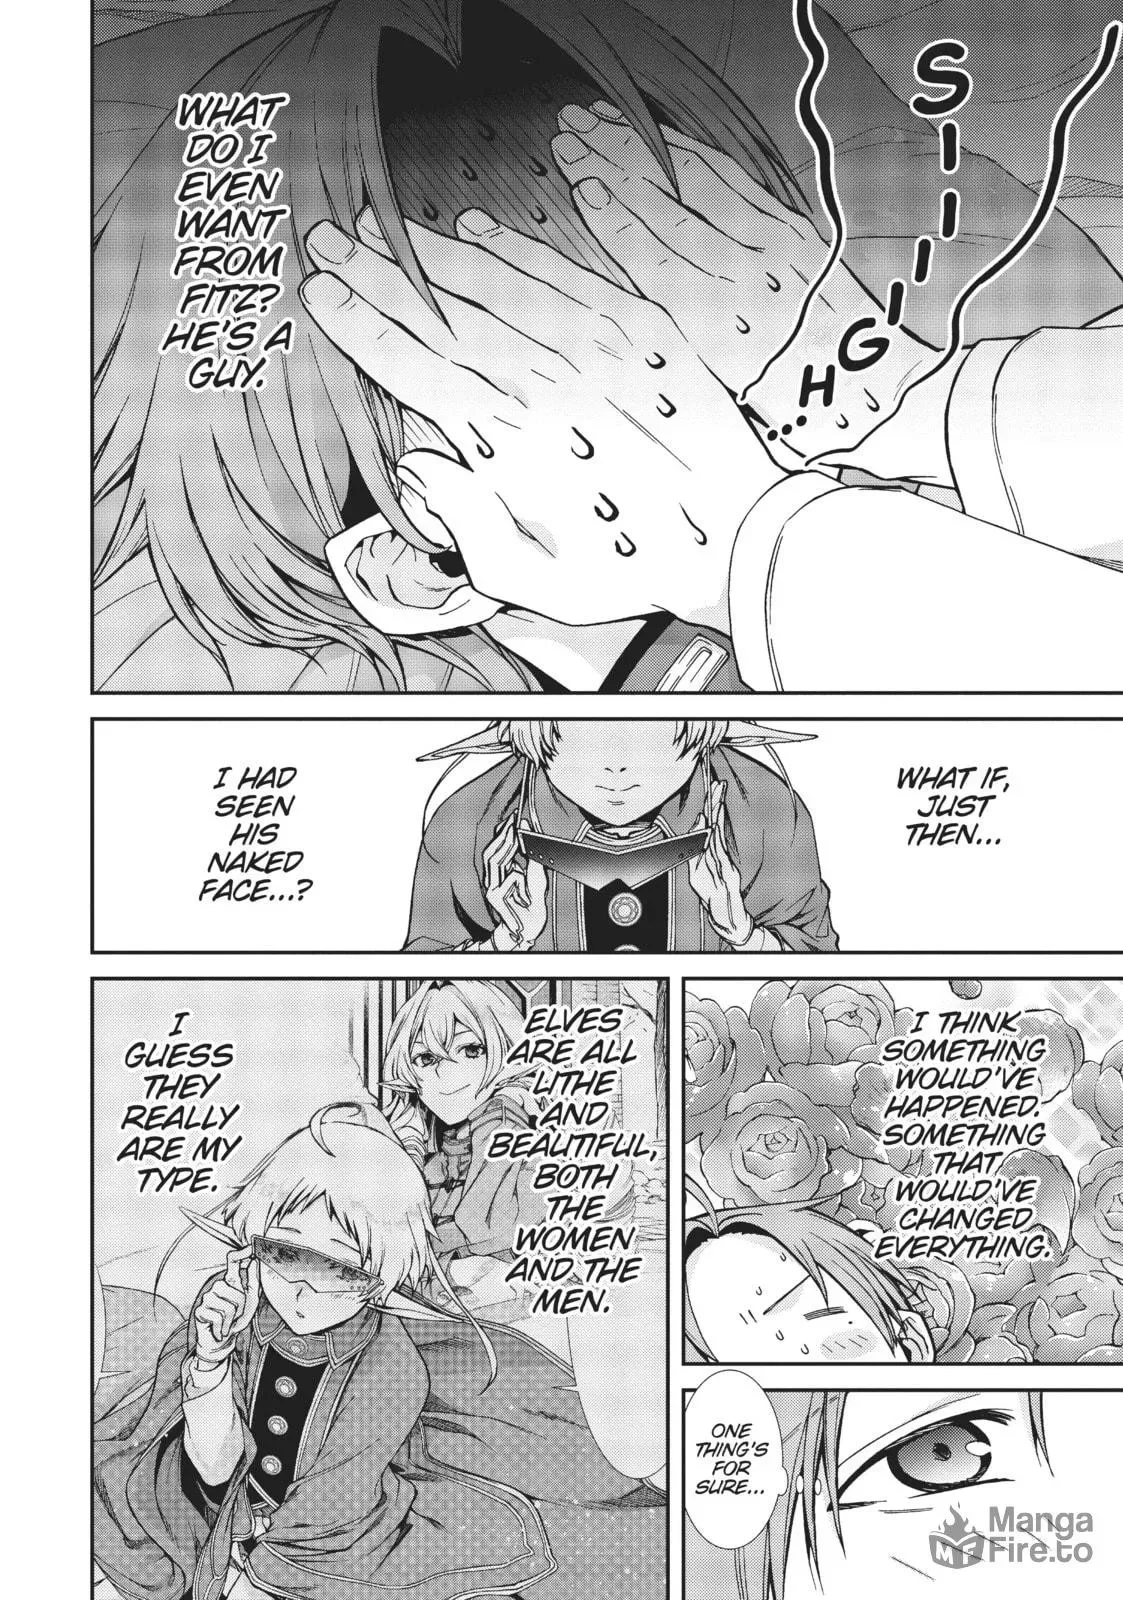 SIIIGH...
WHAT
DO I
EVEN
WANT
FROM
FITZ?
HE'S A
GUY.
WHAT IF,
JUST
THEN...
I HAD
SEEN
HIS
NAKED
FACE...?
I THINK
SOMETHING
WOULD'VE
HAPPENED.
SOMETHING
THAT
WOULD'VE
CHANGED
EVERYTHING.
ELVES
ARE ALL
LITHE
AND
BEAUTIFUL,
BOTH
THE
WOMEN
AND THE
MEN.
I
GUESS
THEY
REALLY
ARE MY
TYPE.
ONE
THING'S
FOR
SURE...
MF
Manga
Fire.to